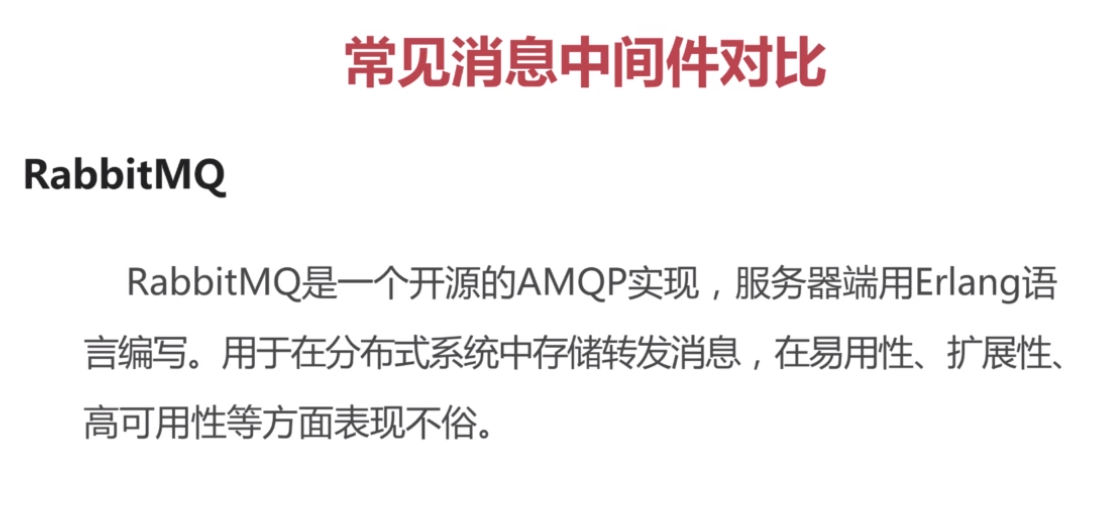 常见消息中间件对比
RabbitMQ
RabbitMQ是一个开源的AMQP实现，服务器端用Erlang语
言编写。用于在分布式系统中存储转发消息，在易用性、扩展性、
高可用性等方面表现不俗。